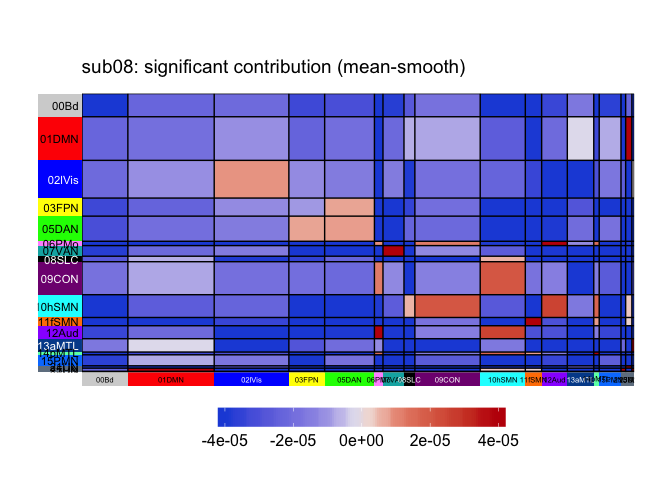 sub08: significant contribution (mean-smooth)
00Bd
01DMN
02lVis
03FPN
05DAN
06PMo
07VAN
08SLC
09CON
10hSMN
11fSMN
12Aud
13aMTL
15PMN
00Bd 01DMN 02lVis 03FPN 05DAN 08SLC 09CON 10hSMN 11fSMN 12Aud 13aMTL
-4e-05 -2e-05 0e+00 2e-05 4e-05